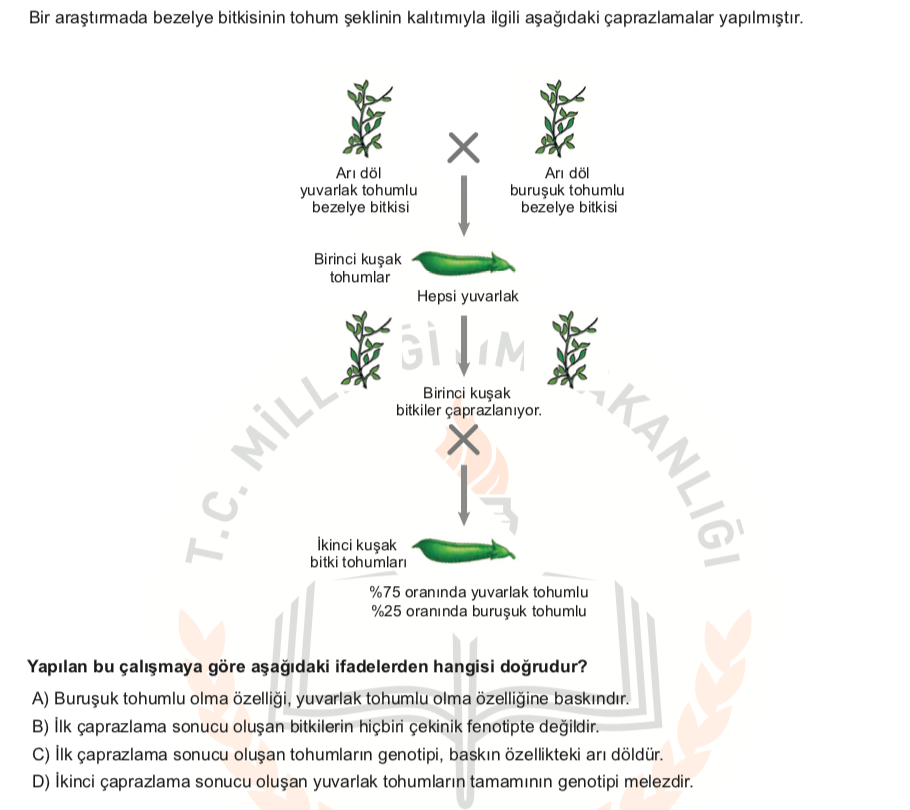 Bir araştırmada bezelye bitkisinin tohum şeklinin kalıtımıyla ilgili aşağıdaki çaprazlamalar yapılmıştır.
Arı döl
yuvarlak tohumlu
bezelye bitkisi
Arı döl
buruşuk tohumlu
bezelye bitkisi
Birinci kuşak
tohumlar
Hepsi yuvarlak
Birinci kuşak
bitkiler çaprazlanıyor.
İkinci kuşak
bitki tohumları
%75 oranında yuvarlak tohumlu
%25 oranında buruşuk tohumlu
T.C. MİLL
Ğİ
KANLIĞI
Yapılan bu çalışmaya göre aşağıdaki ifadelerden hangisi doğrudur?
A) Buruşuk tohumlu olma özelliği, yuvarlak tohumlu olma özelliğine baskındır.
B) İlk çaprazlama sonucu oluşan bitkilerin hiçbiri çekinik fenotipte değildir.
C) İlk çaprazlama sonucu oluşan tohumların genotipi, baskın özellikteki arı döldür.
D) İkinci çaprazlama sonucu oluşan yuvarlak tohumların tamamının genotipi melezdir.